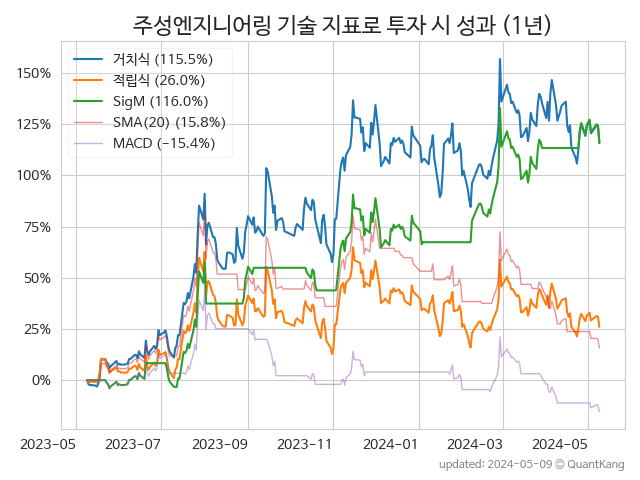 주성엔지니어링 기술 지표로 투자 시 성과 (1년)
거치식 (115.5%)
적립식 (26.0%)
SigM (116.0%)
SMA(20) (15.8%)
MACD (−15.4%)
150%
125%
100%
75%
50%
25%
0%
2023-05
2023-07
2023-09
2023-11
2024-01
2024-03
2024-05
updated: 2024-05-09 © QuantKang